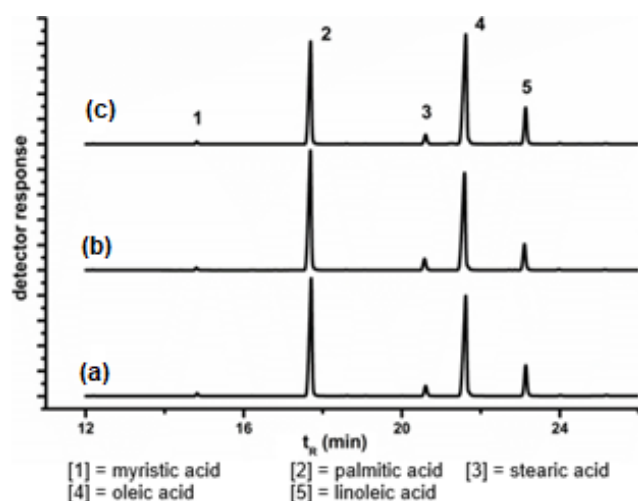 2
4
5
(c)
1
3
(b)
(a)
detector response
12 16 20 24
tR (min)
[1] = myristic acid [2] = palmitic acid [3] = stearic acid
[4] = oleic acid [5] = linoleic acid